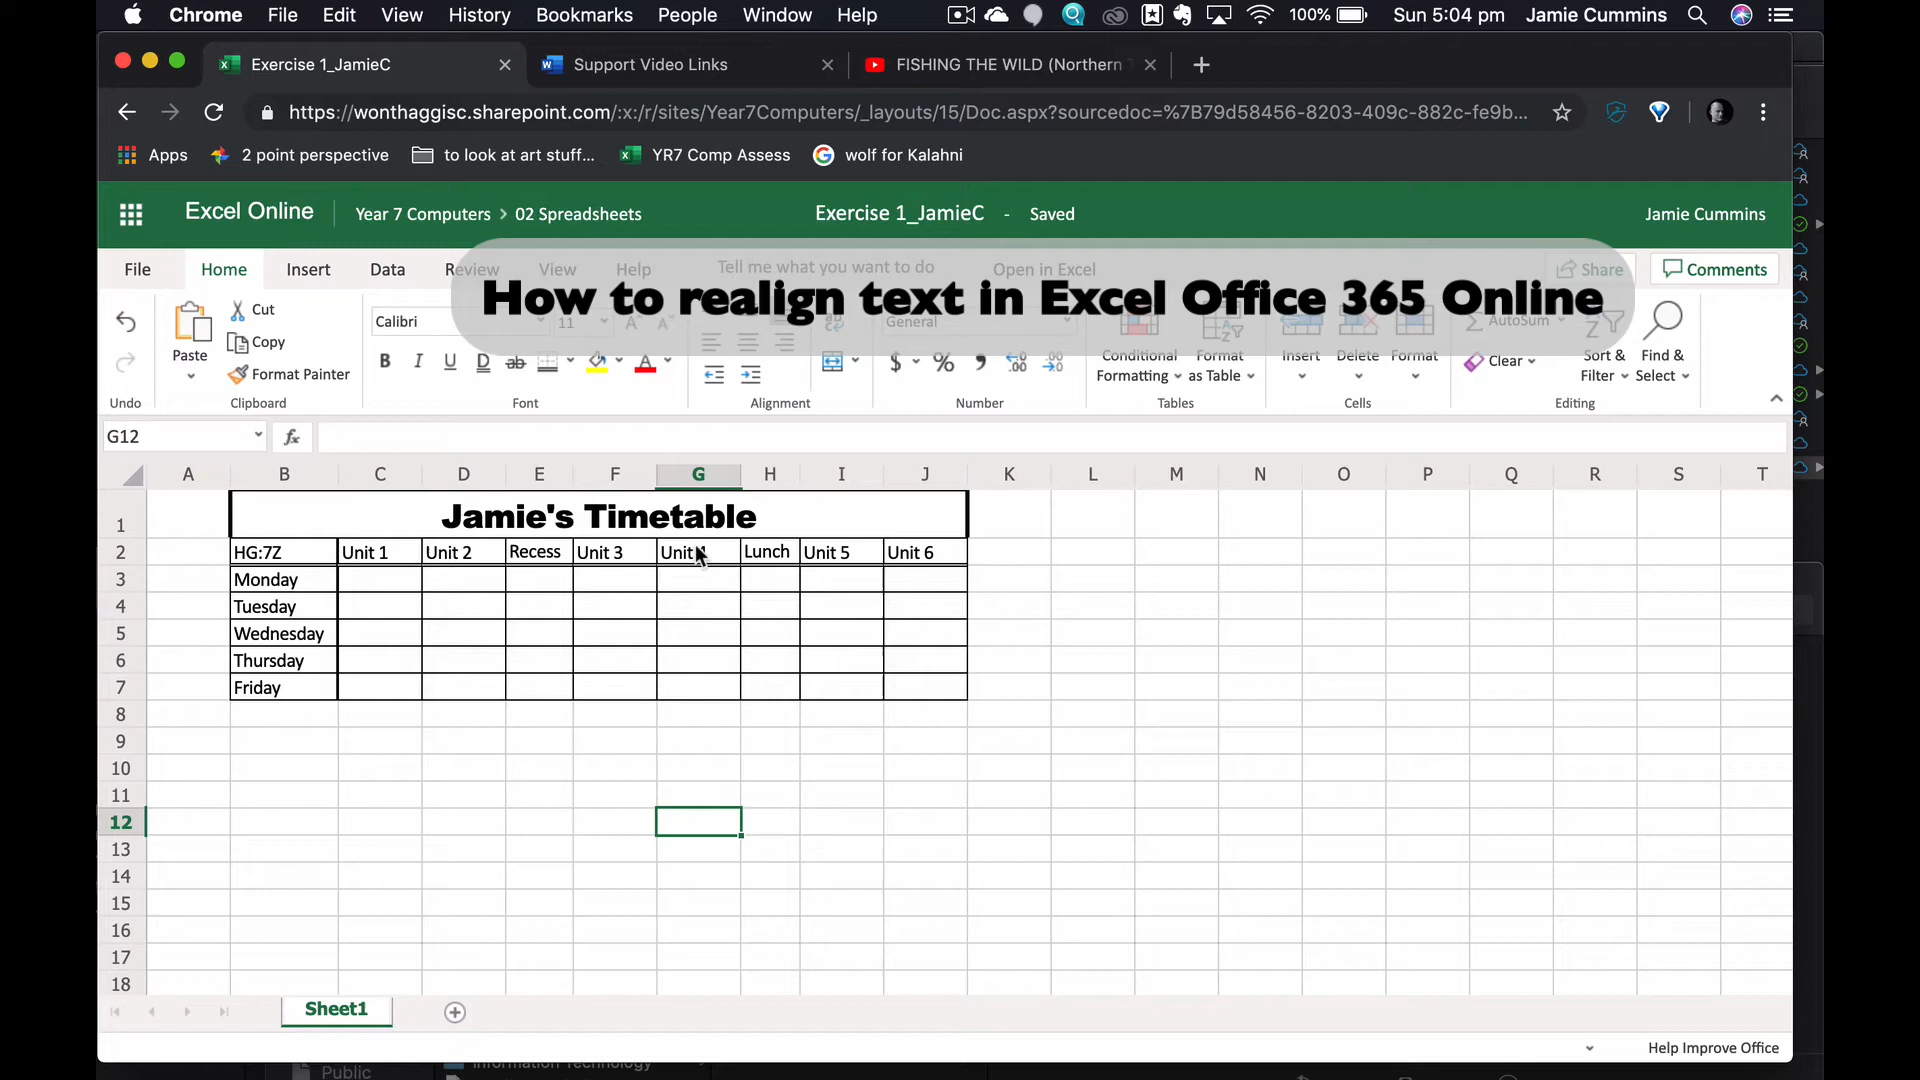 Chrome File Edit View History Bookmarks People Window Help 100% Sun 5:04 pm Jamie Cummins
Exercise 1_JamieC Support Video Links FISHING THE WILD (Northern
https://wonthaggisc.sharepoint.com/:x:/r/sites/Year7Computers/_layouts/15/Doc.aspx?sourcedoc=%7B79d58456-8203-409c-882c-fe9b...
Apps 2 point perspective to look at art stuff... YR7 Comp Assess wolf for Kalahni
Excel Online Year 7 Computers > 02 Spreadsheets Exercise 1_JamieC - Saved Jamie Cummins
File Home Insert Data Review View Help Tell me what you want to do Open in Excel Share Comments
How to realign text in Excel Office 365 Online
Cut
Calibri 11 General AutoSum
Copy
Paste Conditional Format Insert Delete Format Clear Sort & Find &
B I U D ab A $ % 9 .00
Format Painter Formatting as Table Filter Select
Undo Clipboard Font Alignment Number Tables Cells Editing
G12 fx
A B C D E F G H I J K L M N O P Q R S T
1 Jamie's Timetable
2 HG:7Z Unit 1 Unit 2 Recess Unit 3 Unit Lunch Unit 5 Unit 6
3 Monday
4 Tuesday
5 Wednesday
6 Thursday
7 Friday
8
9
10
11
12
13
14
15
16
17
18
Sheet1
Help Improve Office
Public Information Technology